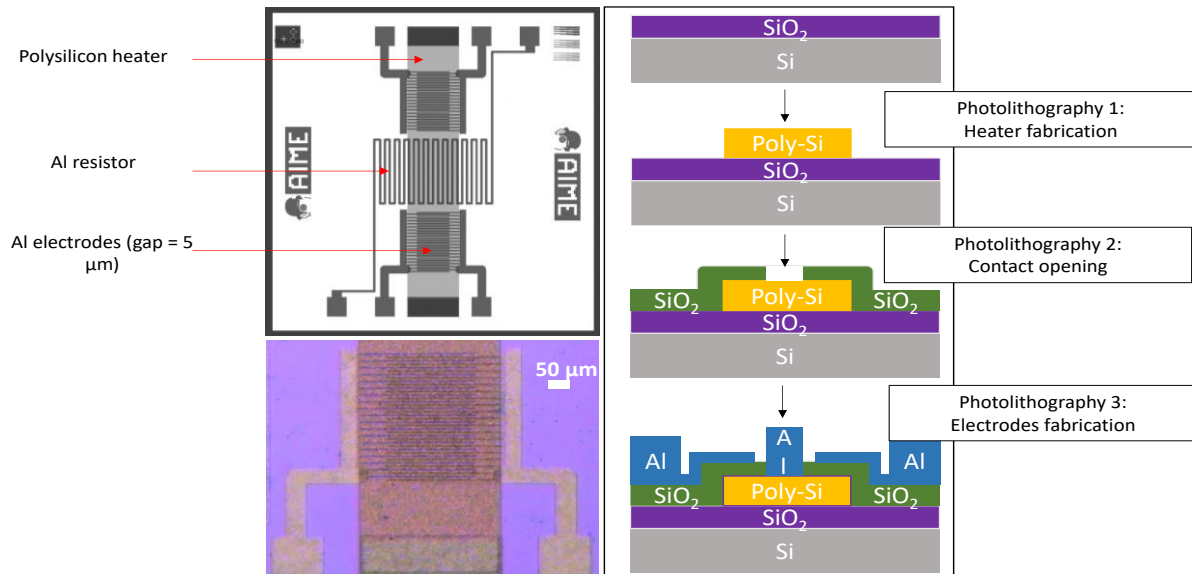 Polysilicon heater
Al resistor
Al electrodes (gap = 5
µm)
AIME
AIME
50 µm
SiO2
Si
Photolithography 1:
Heater fabrication
Poly-Si
SiO2
Si
Photolithography 2:
Contact opening
SiO2
Poly-Si
SiO2
SiO2
Si
Photolithography 3:
Electrodes fabrication
Al
Al
Al
SiO2
Poly-Si
SiO2
SiO2
Si